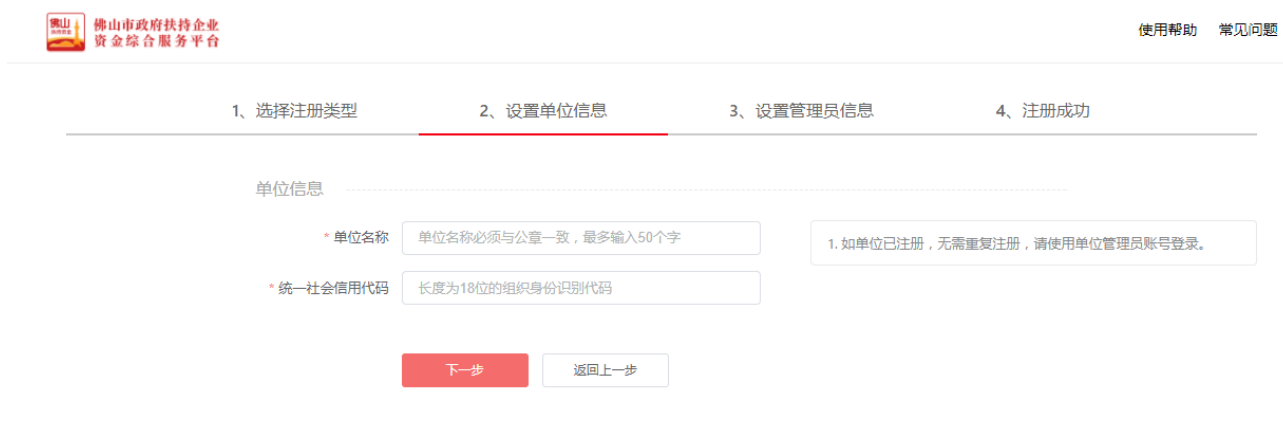 佛山
扶持资金
佛山市政府扶持企业
资金综合服务平台
使用帮助 常见问题
1、选择注册类型 2、设置单位信息 3、设置管理员信息 4、注册成功
单位信息
* 单位名称 单位名称必须与公章一致，最多输入50个字 1. 如单位已注册，无需重复注册，请使用单位管理员账号登录。
* 统一社会信用代码 长度为18位的组织身份识别代码
下一步 返回上一步